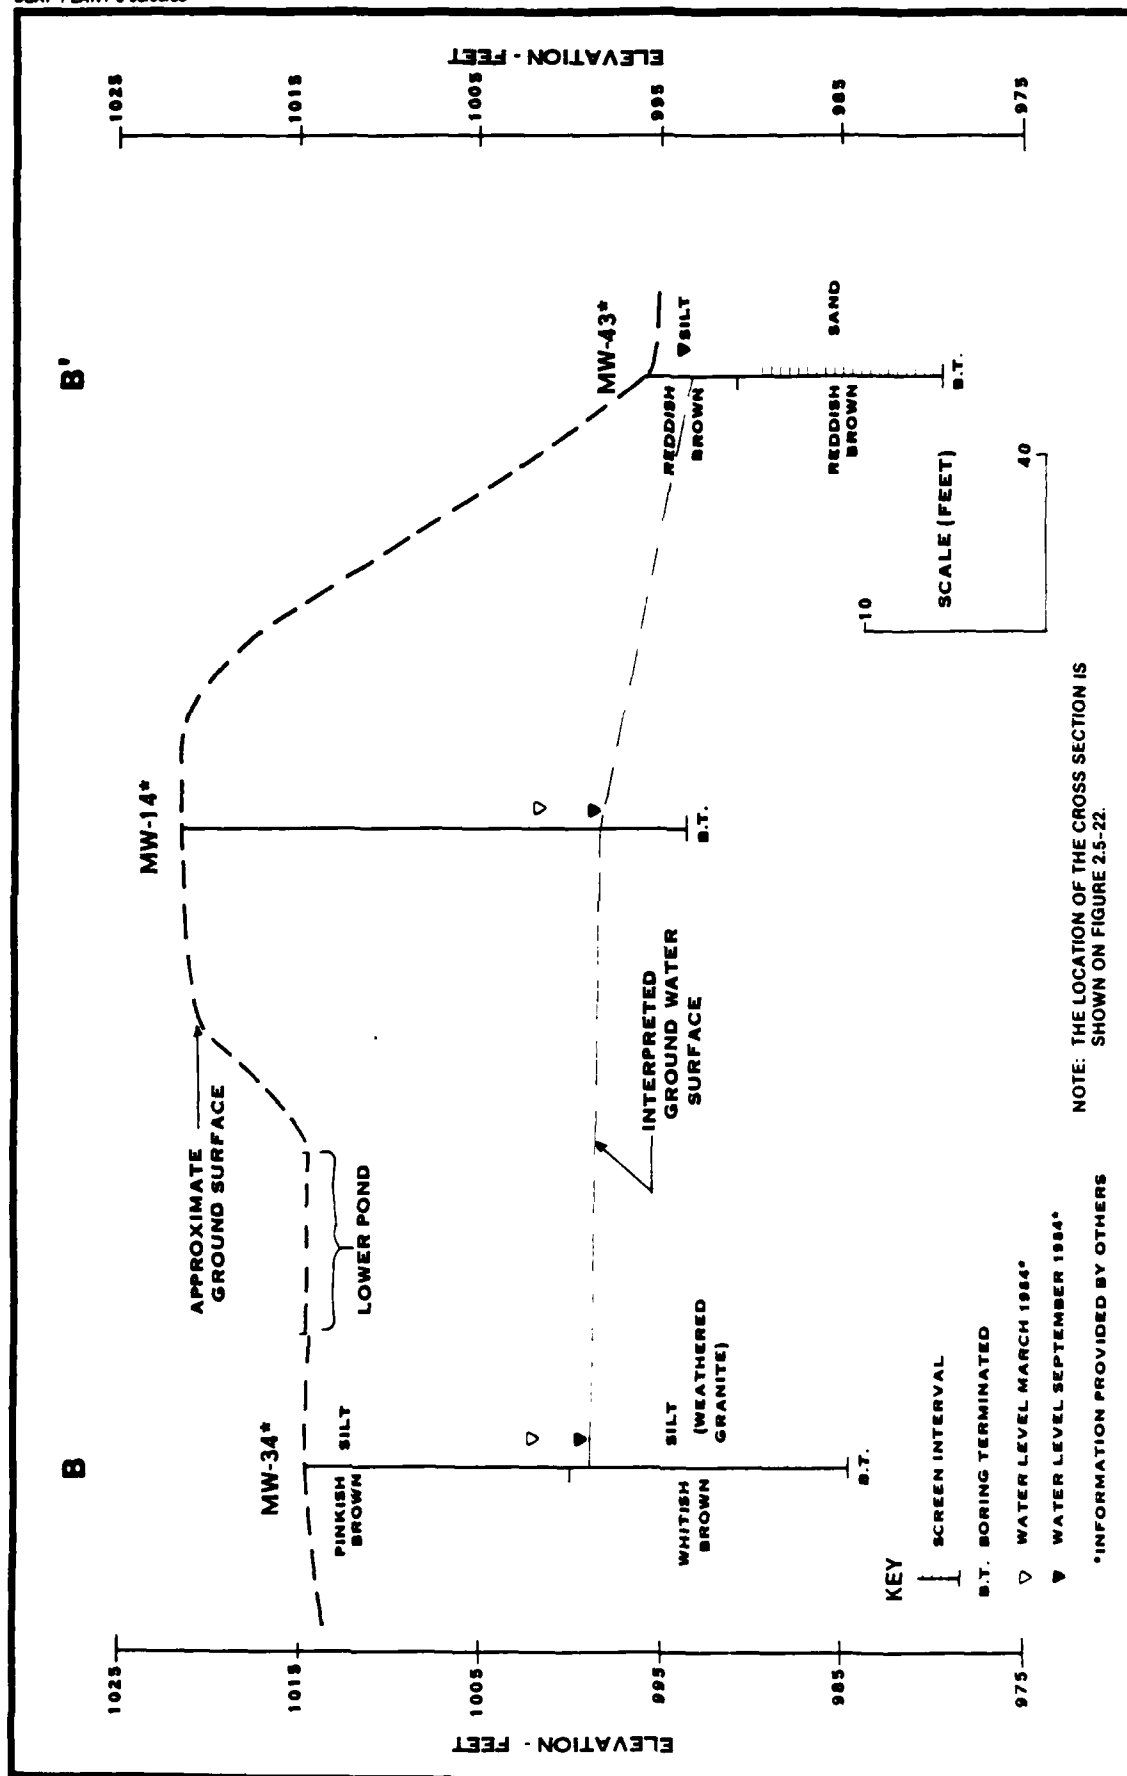 B
B'
ELEVATION - FEET
1025
1015
1005
995
985
975
ELEVATION - FEET
1025
1015
1005
995
985
975
MW-34*
MW-14*
MW-43*
APPROXIMATE
GROUND SURFACE
LOWER POND
PINKISH
BROWN
SILT
WHITISH
BROWN
SILT
(WEATHERED
GRANITE)
B.T.
INTERPRETED
GROUND WATER
SURFACE
B.T.
REDDISH
BROWN
SILT
REDDISH
BROWN
SAND
B.T.
SCALE (FEET)
10
40
KEY
SCREEN INTERVAL
B.T. BORING TERMINATED
WATER LEVEL MARCH 1984*
WATER LEVEL SEPTEMBER 1984*
*INFORMATION PROVIDED BY OTHERS
NOTE: THE LOCATION OF THE CROSS SECTION IS
SHOWN ON FIGURE 2.5-22.